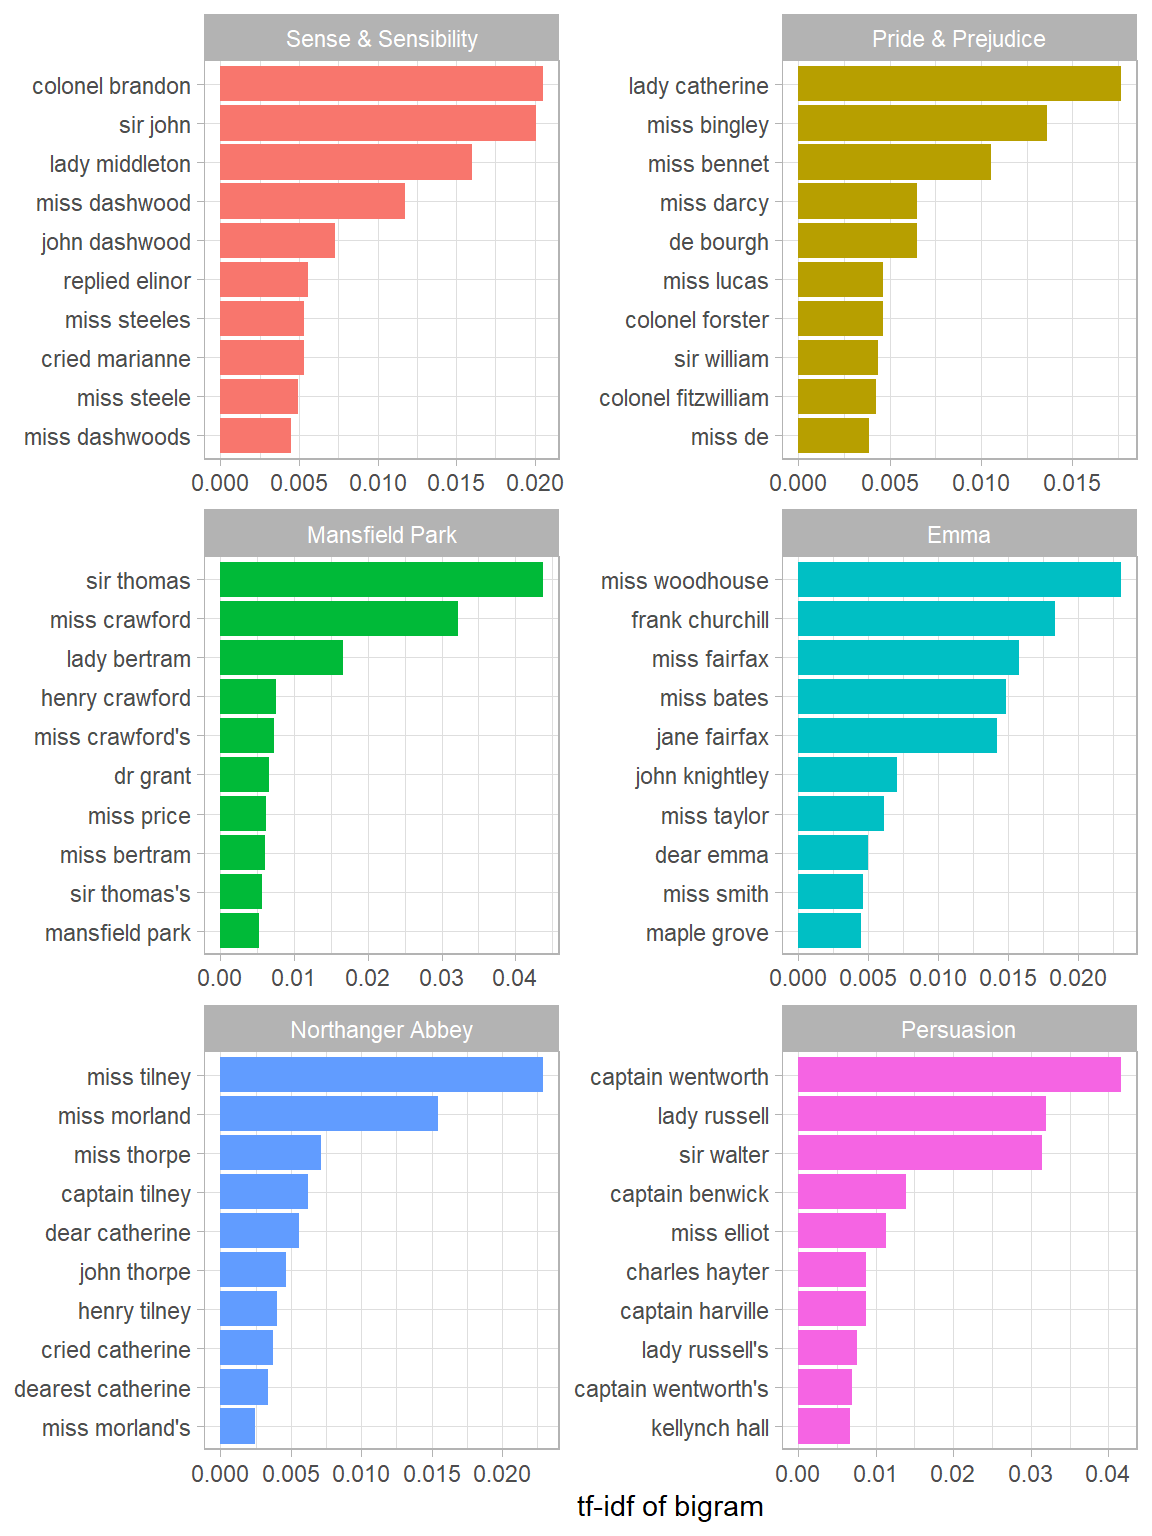 Sense & Sensibility
colonel brandon
sir john
lady middleton
miss dashwood
john dashwood
replied elinor
miss steeles
cried marianne
miss steele
miss dashwoods
0.000 0.005 0.010 0.015 0.020
Pride & Prejudice
lady catherine
miss bingley
miss bennet
miss darcy
de bourgh
miss lucas
colonel forster
sir william
colonel fitzwilliam
miss de
0.000 0.005 0.010 0.015
Mansfield Park
sir thomas
miss crawford
lady bertram
henry crawford
miss crawford's
dr grant
miss price
miss bertram
sir thomas's
mansfield park
0.00 0.01 0.02 0.03 0.04
Emma
miss woodhouse
frank churchill
miss fairfax
miss bates
jane fairfax
john knightley
miss taylor
dear emma
miss smith
maple grove
0.000 0.005 0.010 0.015 0.020
Northanger Abbey
miss tilney
miss morland
miss thorpe
captain tilney
dear catherine
john thorpe
henry tilney
cried catherine
dearest catherine
miss morland's
0.000 0.005 0.010 0.015 0.020
Persuasion
captain wentworth
lady russell
sir walter
captain benwick
miss elliot
charles hayter
captain harville
lady russell's
captain wentworth's
kellynch hall
0.00 0.01 0.02 0.03 0.04
tf-idf of bigram